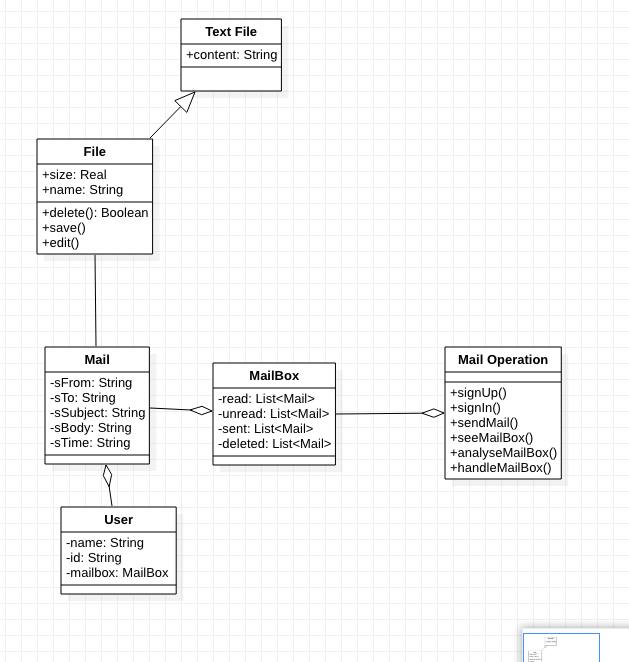 Text File
+content: String
File
+size: Real
+name: String
+delete(): Boolean
+save()
+edit()
Mail
-sFrom: String
-sTo: String
-sSubject: String
-sBody: String
-sTime: String
MailBox
-read: List<Mail>
-unread: List<Mail>
-sent: List<Mail>
-deleted: List<Mail>
Mail Operation
+signUp()
+signIn()
+sendMail()
+seeMailBox()
+analyseMailBox()
+handleMailBox()
User
-name: String
-id: String
-mailbox: MailBox